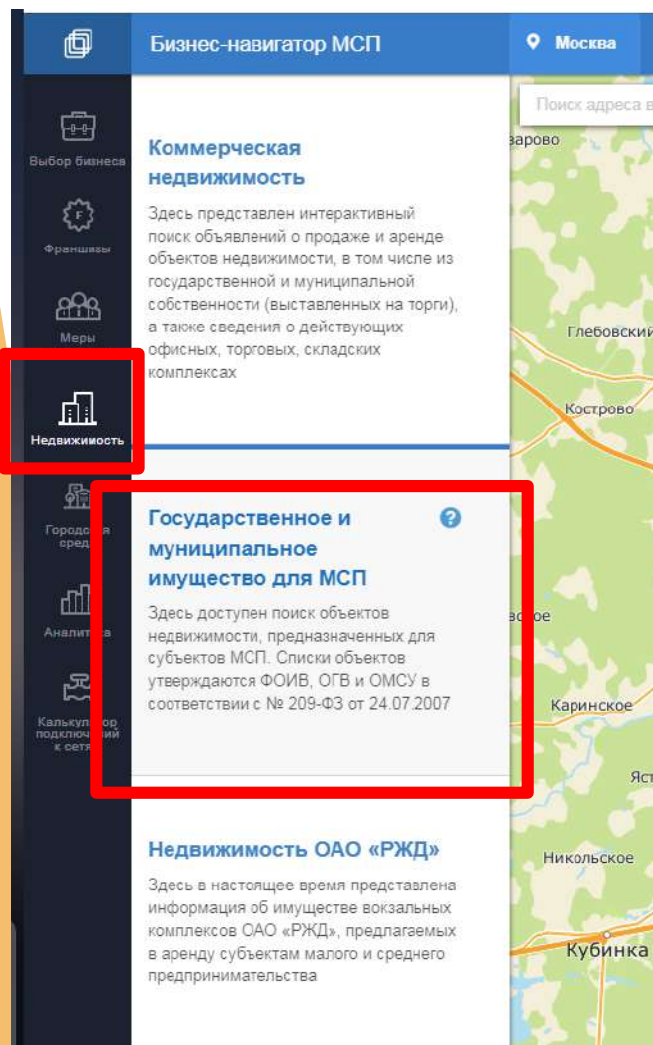 Бизнес-навигатор МСП
Москва
Поиск адреса в
Выбор бизнеса
Франшизы
Меры
Недвижимость
Аналит
к сет
Коммерческая
недвижимость
Здесь представлен интерактивный
поиск объявлений о продаже и аренде
объектов недвижимости, в том числе из
государственной и муниципальной
собственности (выставленных на торги),
а также сведения о действующих
офисных, торговых, складских
комплексах
Государственное и
муниципальное
имущество для МСП
?
Здесь доступен поиск объектов
недвижимости, предназначенных для
субъектов МСП. Списки объектов
утверждаются ФОИВ, ОГВ и ОМСУ в
соответствии с № 209-ФЗ от 24.07.2007
Недвижимость ОАО «РЖД»
Здесь в настоящее время представлена
информация об имуществе вокзальных
комплексов ОАО «РЖД», предлагаемых
в аренду субъектам малого и среднего
предпринимательства
зарово
Глебовский
Кострово
Каринское
Яст
Никольское
Кубинка